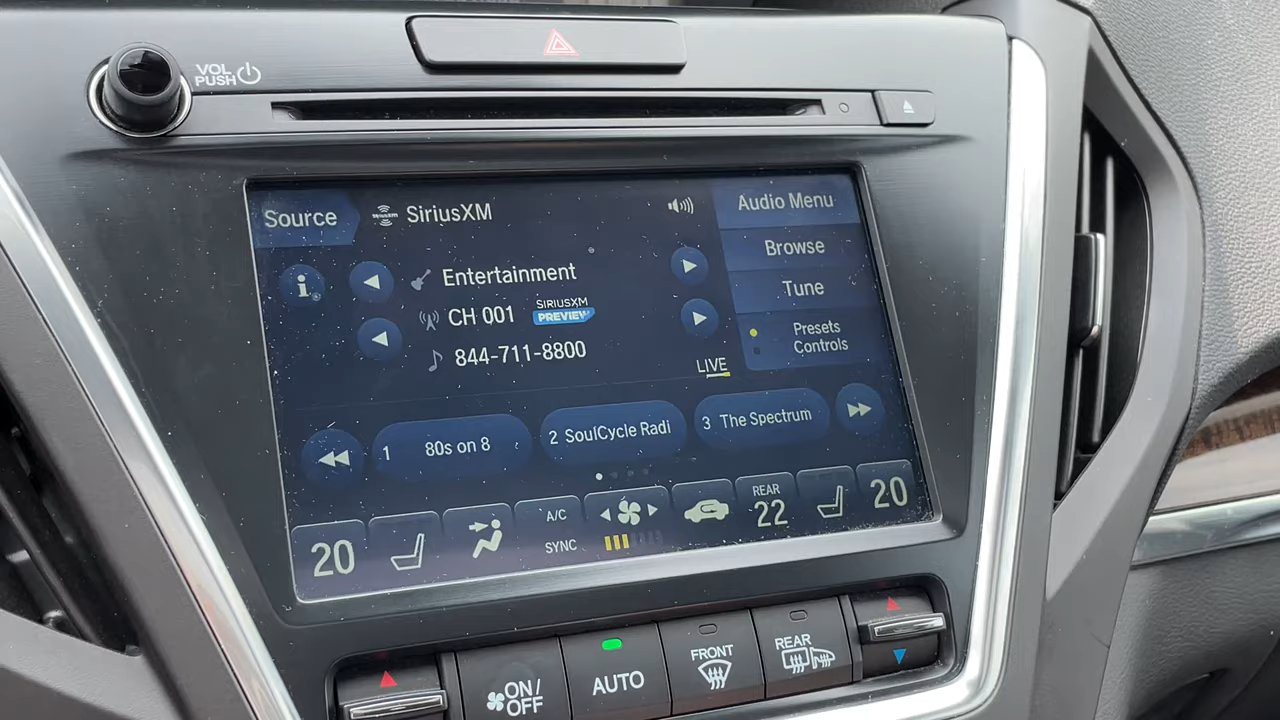 VOL
PUSH
Source
SiriusXM
Audio Menu
Browse
Entertainment
Tune
CH 001
SIRIUSXM
PREVIEW
Presets
Controls
844-711-8800
LIVE
1 80s on 8
2 SoulCycle Radi
3 The Spectrum
20
A/C
SYNC
REAR
22
20
ON/
OFF
AUTO
FRONT
REAR